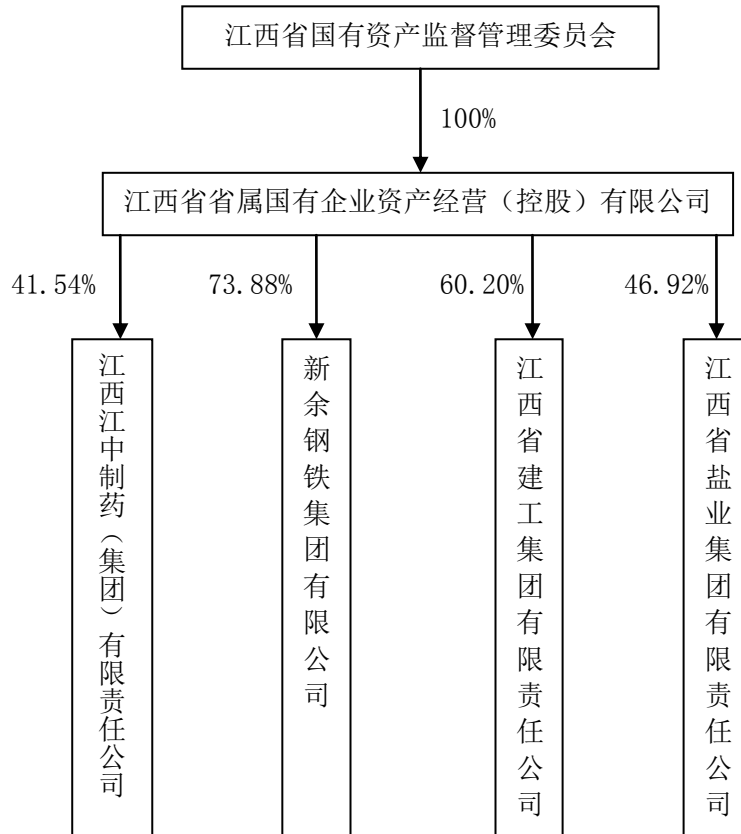 江西省国有资产监督管理委员会
100%
江西省省属国有企业资产经营（控股）有限公司
41.54%
73.88%
60.20%
46.92%
江西江中制药（集团）有限责任公司
新余钢铁集团有限公司
江西省建工集团有限责任公司
江西省盐业集团有限责任公司